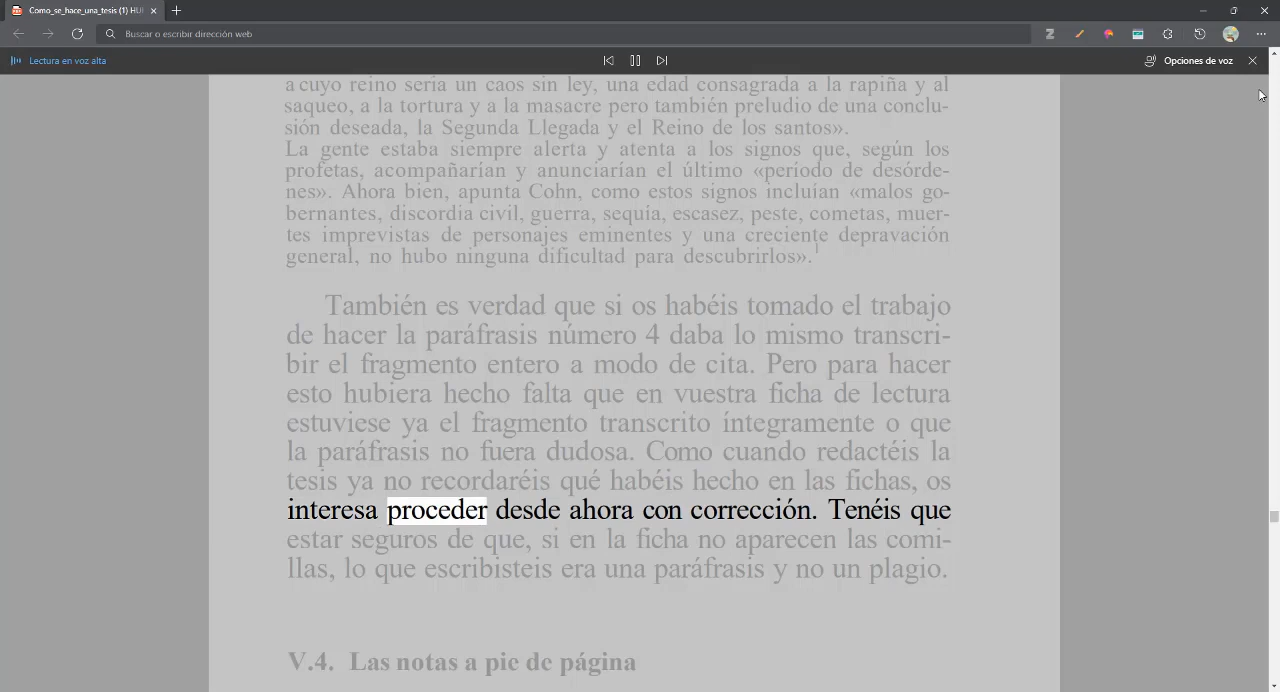 Como_se_hace_una_tesis (1) HUI
Buscar o escribir dirección web
Lectura en voz alta
Opciones de voz
a cuyo reino sería un caos sin ley, una edad consagrada a la rapiña y al
saqueo, a la tortura y a la masacre pero también preludio de una conclu-
sión deseada, la Segunda Llegada y el Reino de los santos».
La gente estaba siempre alerta y atenta a los signos que, según los
profetas, acompañarían y anunciarían el último «período de desórde-
nes». Ahora bien, apunta Cohn, como estos signos incluían «malos go-
bernantes, discordia civil, guerra, sequía, escasez, peste, cometas, muer-
tes imprevistas de personajes eminentes y una creciente depravación
general, no hubo ninguna dificultad para descubrirlos».1
También es verdad que si os habéis tomado el trabajo
de hacer la paráfrasis número 4 daba lo mismo transcri-
bir el fragmento entero a modo de cita. Pero para hacer
esto hubiera hecho falta que en vuestra ficha de lectura
estuviese ya el fragmento transcrito íntegramente o que
la paráfrasis no fuera dudosa. Como cuando redactéis la
tesis ya no recordaréis qué habéis hecho en las fichas, os
interesa proceder desde ahora con corrección. Tenéis que
estar seguros de que, si en la ficha no aparecen las comi-
llas, lo que escribisteis era una paráfrasis y no un plagio.
V.4. Las notas a pie de página